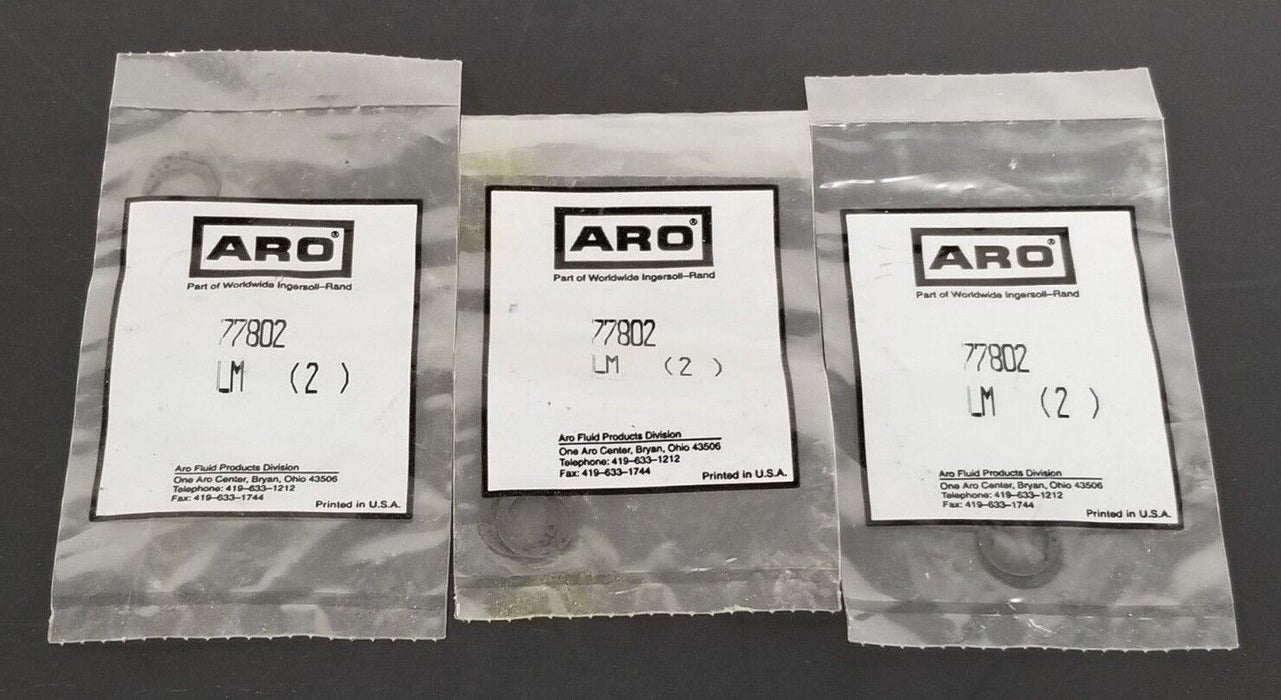 ARO®
Part of Worldwide Ingersoll–Rand
77802
LM (2)
Aro Fluid Products Division
One Aro Center, Bryan, Ohio 43506
Telephone: 419–633–1212
Fax: 419–633–1744
Printed in U.S.A.
ARO®
Part of Worldwide Ingersoll–Rand
77802
LM (2)
Aro Fluid Products Division
One Aro Center, Bryan, Ohio 43506
Telephone: 419–633–1212
Fax: 419–633–1744
Printed in U.S.A.
ARO®
Part of Worldwide Ingersoll–Rand
77802
LM (2)
Aro Fluid Products Division
One Aro Center, Bryan, Ohio 43506
Telephone: 419–633–1212
Fax: 419–633–1744
Printed in U.S.A.